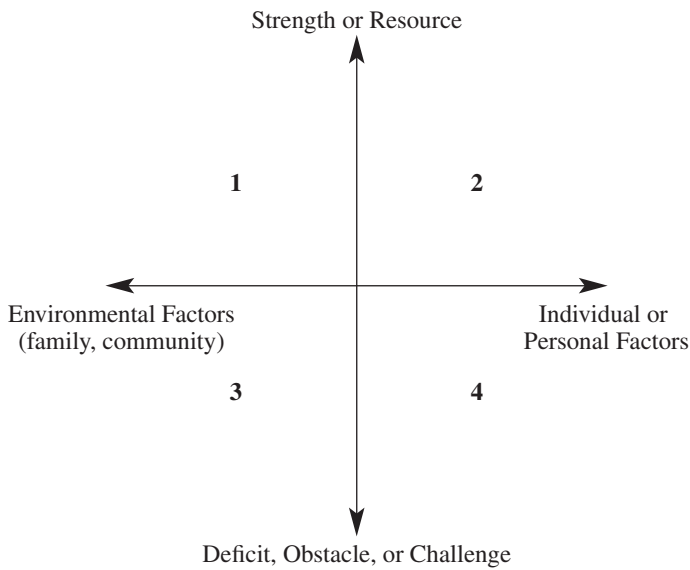 Strength or Resource
1
2
Environmental Factors
(family, community)
Individual or
Personal Factors
3
4
Deficit, Obstacle, or Challenge